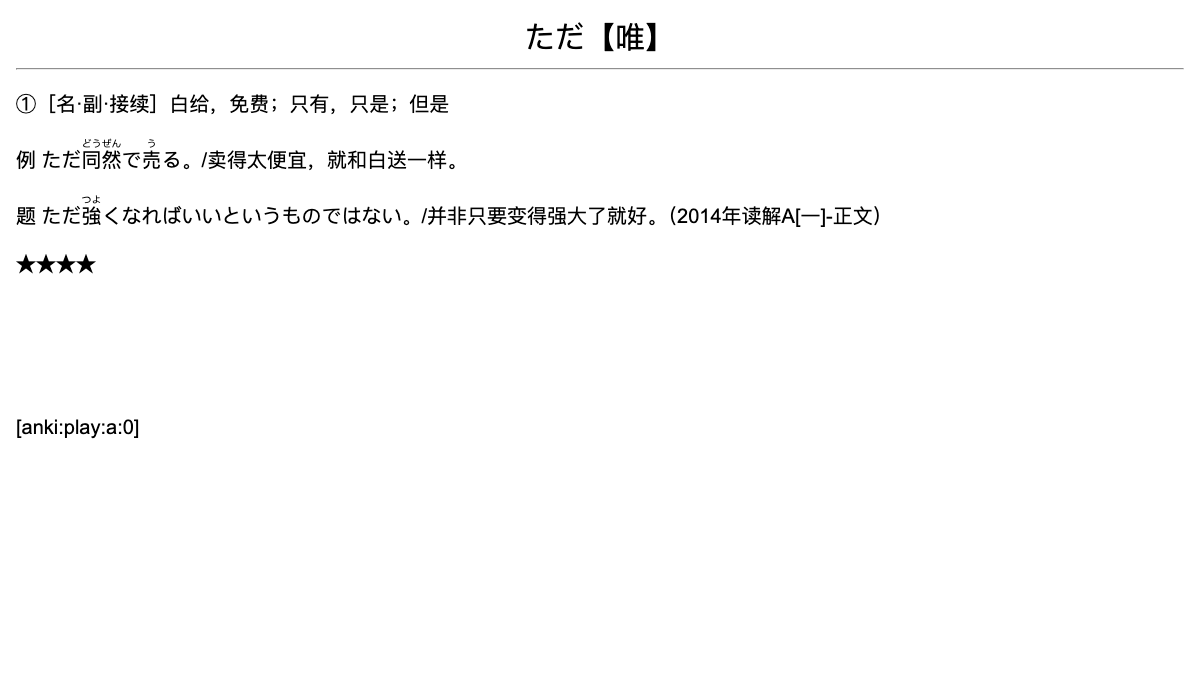 ただ【唯】
①［名·副·接续］白给，免费；只有，只是；但是
例 ただ同然で売る。/卖得太便宜，就和白送一样。
どうぜん う
题 ただ強くなればいいというものではない。/并非只要变得强大了就好。（2014年读解A[一]-正文）
つよ
★★★★
[anki:play:a:0]